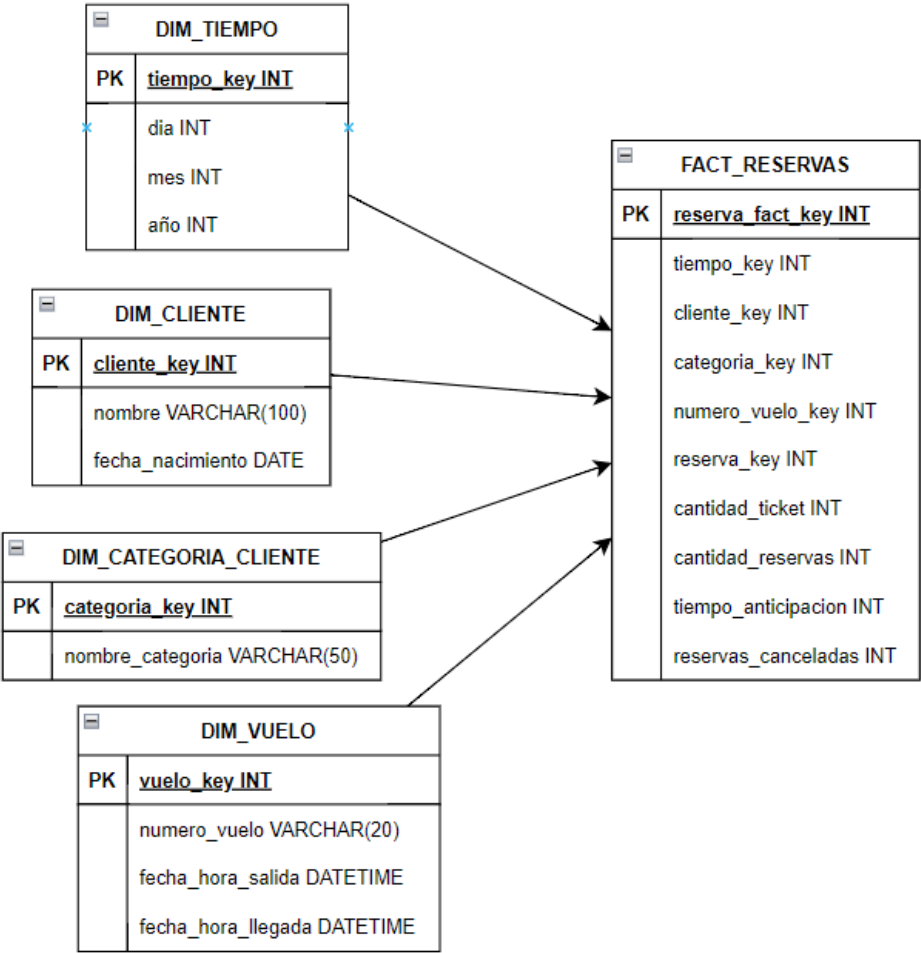 DIM_TIEMPO
PK tiempo_key INT
dia INT
mes INT
año INT
DIM_CLIENTE
PK cliente_key INT
nombre VARCHAR(100)
fecha_nacimiento DATE
DIM_CATEGORIA_CLIENTE
PK categoria_key INT
nombre_categoria VARCHAR(50)
DIM_VUELO
PK vuelo_key INT
numero_vuelo VARCHAR(20)
fecha_hora_salida DATETIME
fecha_hora_llegada DATETIME
FACT_RESERVAS
PK reserva_fact_key INT
tiempo_key INT
cliente_key INT
categoria_key INT
numero_vuelo_key INT
reserva_key INT
cantidad_ticket INT
cantidad_reservas INT
tiempo_anticipacion INT
reservas_canceladas INT